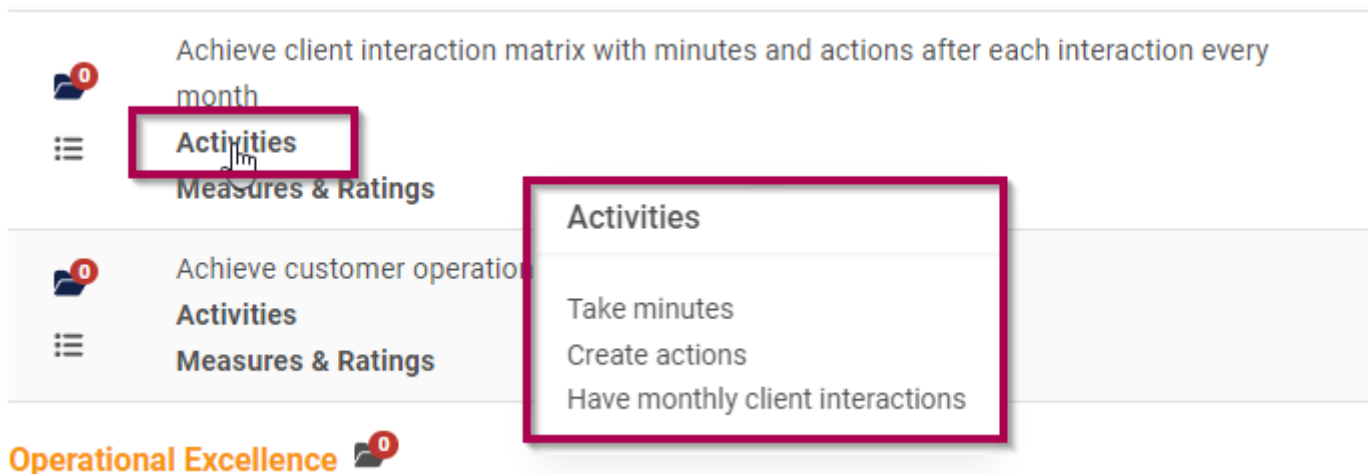 0
Achieve client interaction matrix with minutes and actions after each interaction every
month
Activities
Measures & Ratings
0
Achieve customer operation
Activities
Measures & Ratings
Activities
Take minutes
Create actions
Have monthly client interactions
Operational Excellence 0